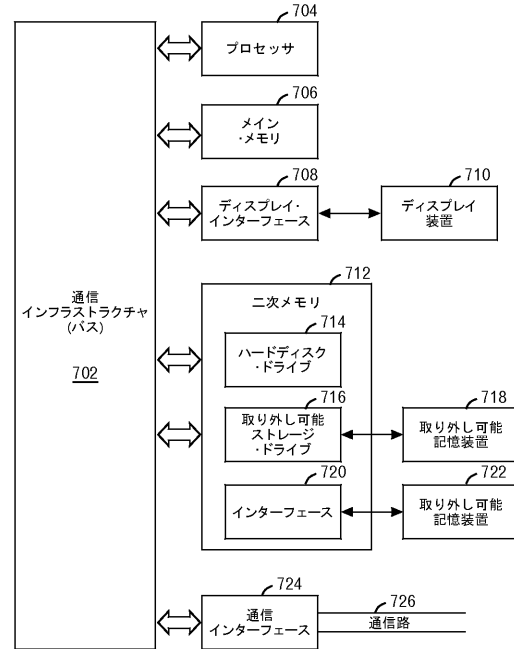 704
プロセッサ
706
メイン
・メモリ
708
ディスプレイ・
インターフェース
710
ディスプレイ
装置
通信
インフラストラクチャ
(バス)
702
712
二次メモリ
714
ハードディスク
・ドライブ
716
取り外し可能
ストレージ
・ドライブ
718
取り外し可能
記憶装置
720
インターフェース
722
取り外し可能
記憶装置
724
通信
インターフェース
726
通信路